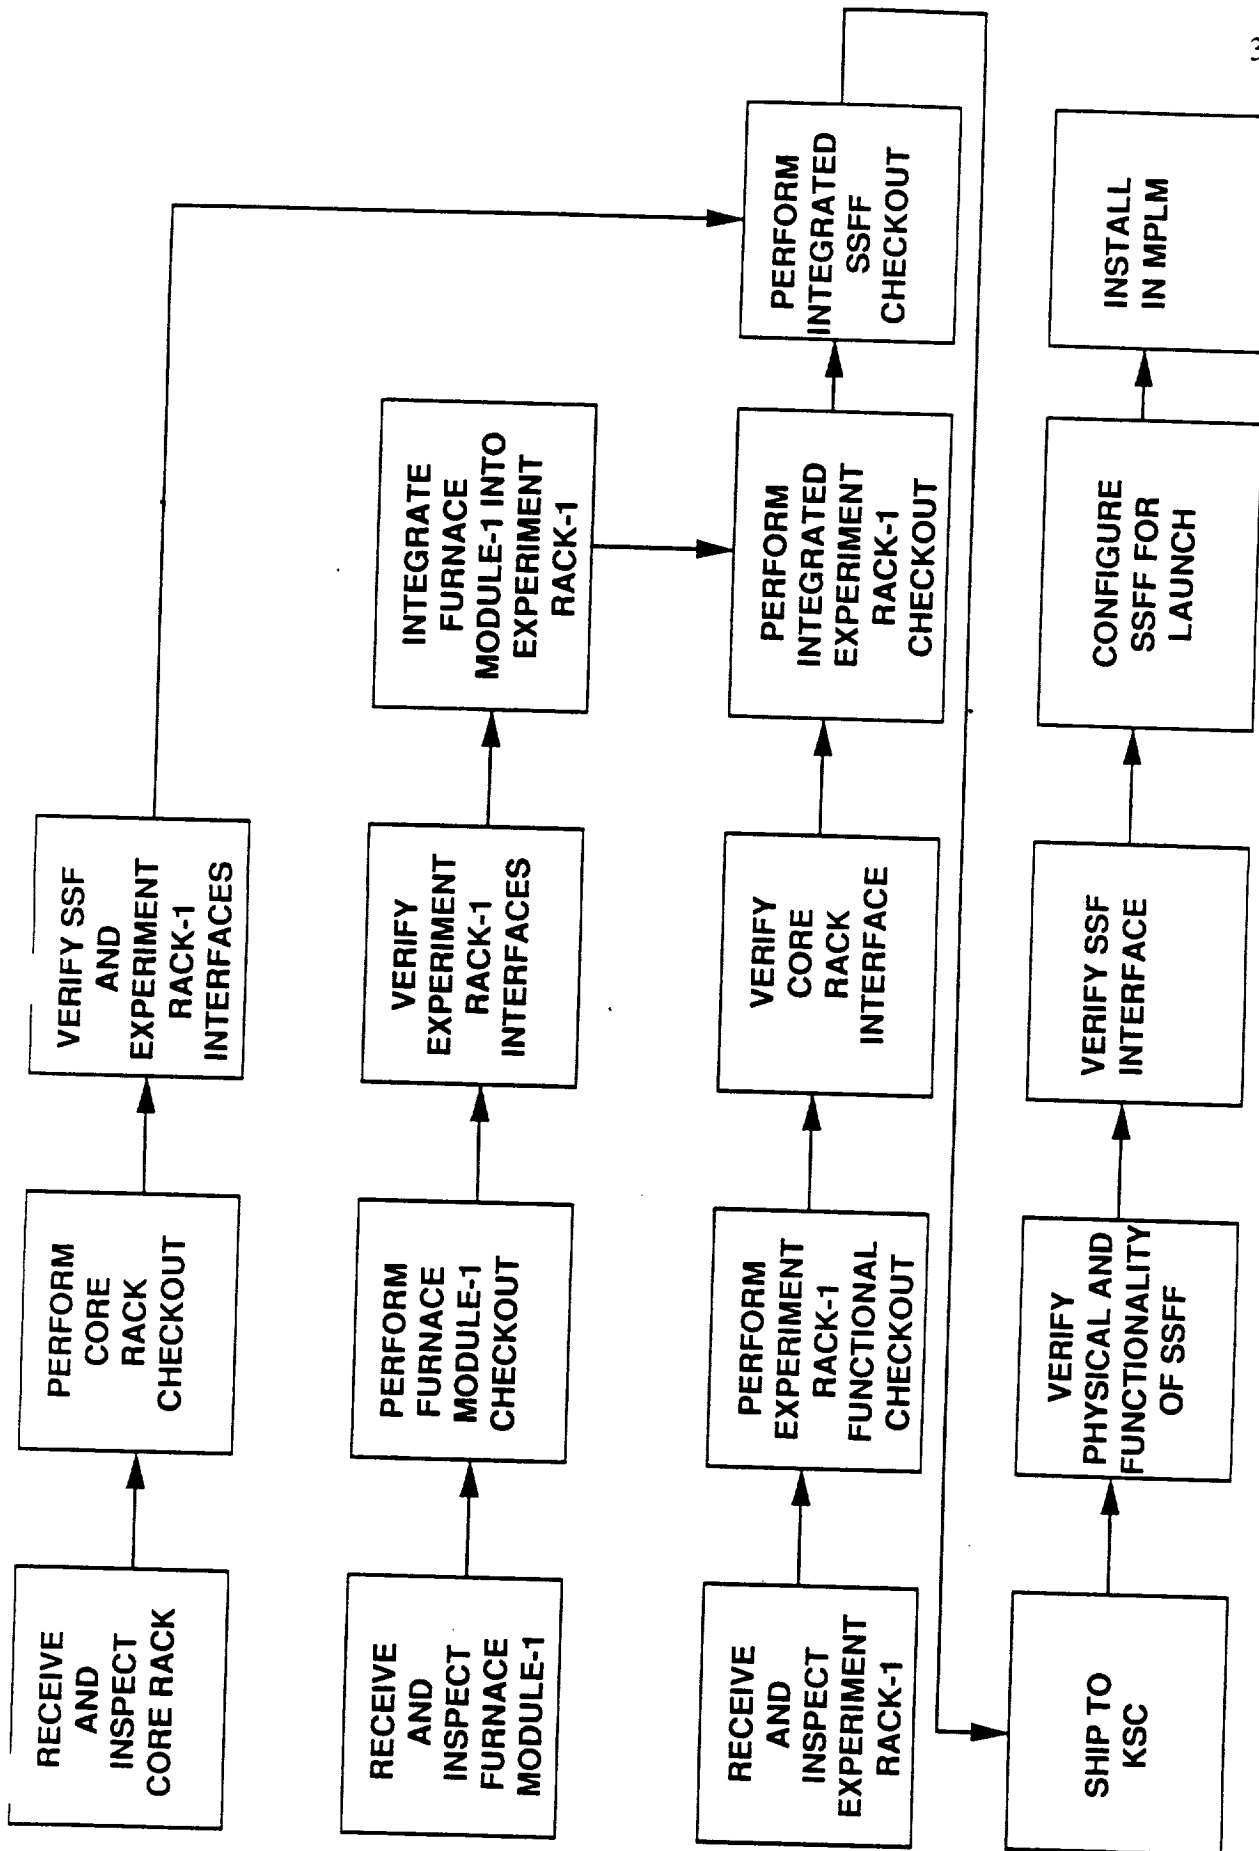 RECEIVE
AND
INSPECT
CORE RACK
PERFORM
CORE
RACK
CHECKOUT
VERIFY SSF
AND
EXPERIMENT
RACK-1
INTERFACES
RECEIVE
AND
INSPECT
FURNACE
MODULE-1
PERFORM
FURNACE
MODULE-1
CHECKOUT
VERIFY
EXPERIMENT
RACK-1
INTERFACES
INTEGRATE
FURNACE
MODULE-1 INTO
EXPERIMENT
RACK-1
RECEIVE
AND
INSPECT
EXPERIMENT
RACK-1
PERFORM
EXPERIMENT
RACK-1
FUNCTIONAL
CHECKOUT
VERIFY
CORE
RACK
INTERFACE
PERFORM
INTEGRATED
EXPERIMENT
RACK-1
CHECKOUT
PERFORM
INTEGRATED
SSFF
CHECKOUT
SHIP TO
KSC
VERIFY
PHYSICAL AND
FUNCTIONALITY
OF SSFF
VERIFY SSF
INTERFACE
CONFIGURE
SSFF FOR
LAUNCH
INSTALL
IN MPLM